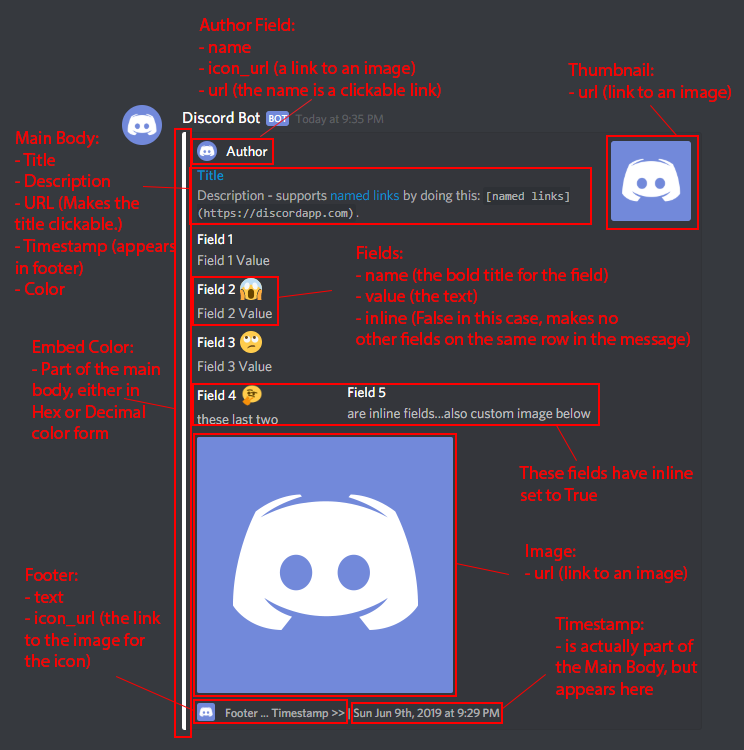 Author Field:
- name
- icon_url (a link to an image)
- url (the name is a clickable link)
Thumbnail:
- url (link to an image)
Discord Bot BOT Today at 9:35 PM
Main Body:
- Title
- Description
- URL (Makes the
title clickable.)
- Timestamp (appears
in footer)
- Color
Author
Title
Description - supports named links by doing this: [named links]
(https://discordapp.com).
Field 1
Field 1 Value
Field 2 😱
Field 2 Value
Fields:
- name (the bold title for the field)
- value (the text)
- inline (False in this case, makes no
other fields on the same row in the message)
Field 3 🙄
Field 3 Value
Embed Color:
- Part of the main
body, either in
Hex or Decimal
color form
Field 4 🤔
these last two
Field 5
are inline fields...also custom image below
These fields have inline
set to True
Image:
- url (link to an image)
Footer:
- text
- icon_url (the link
to the image for
the icon)
Timestamp:
- is actually part of
the Main Body, but
appears here
Footer ... Timestamp >> | Sun Jun 9th, 2019 at 9:29 PM